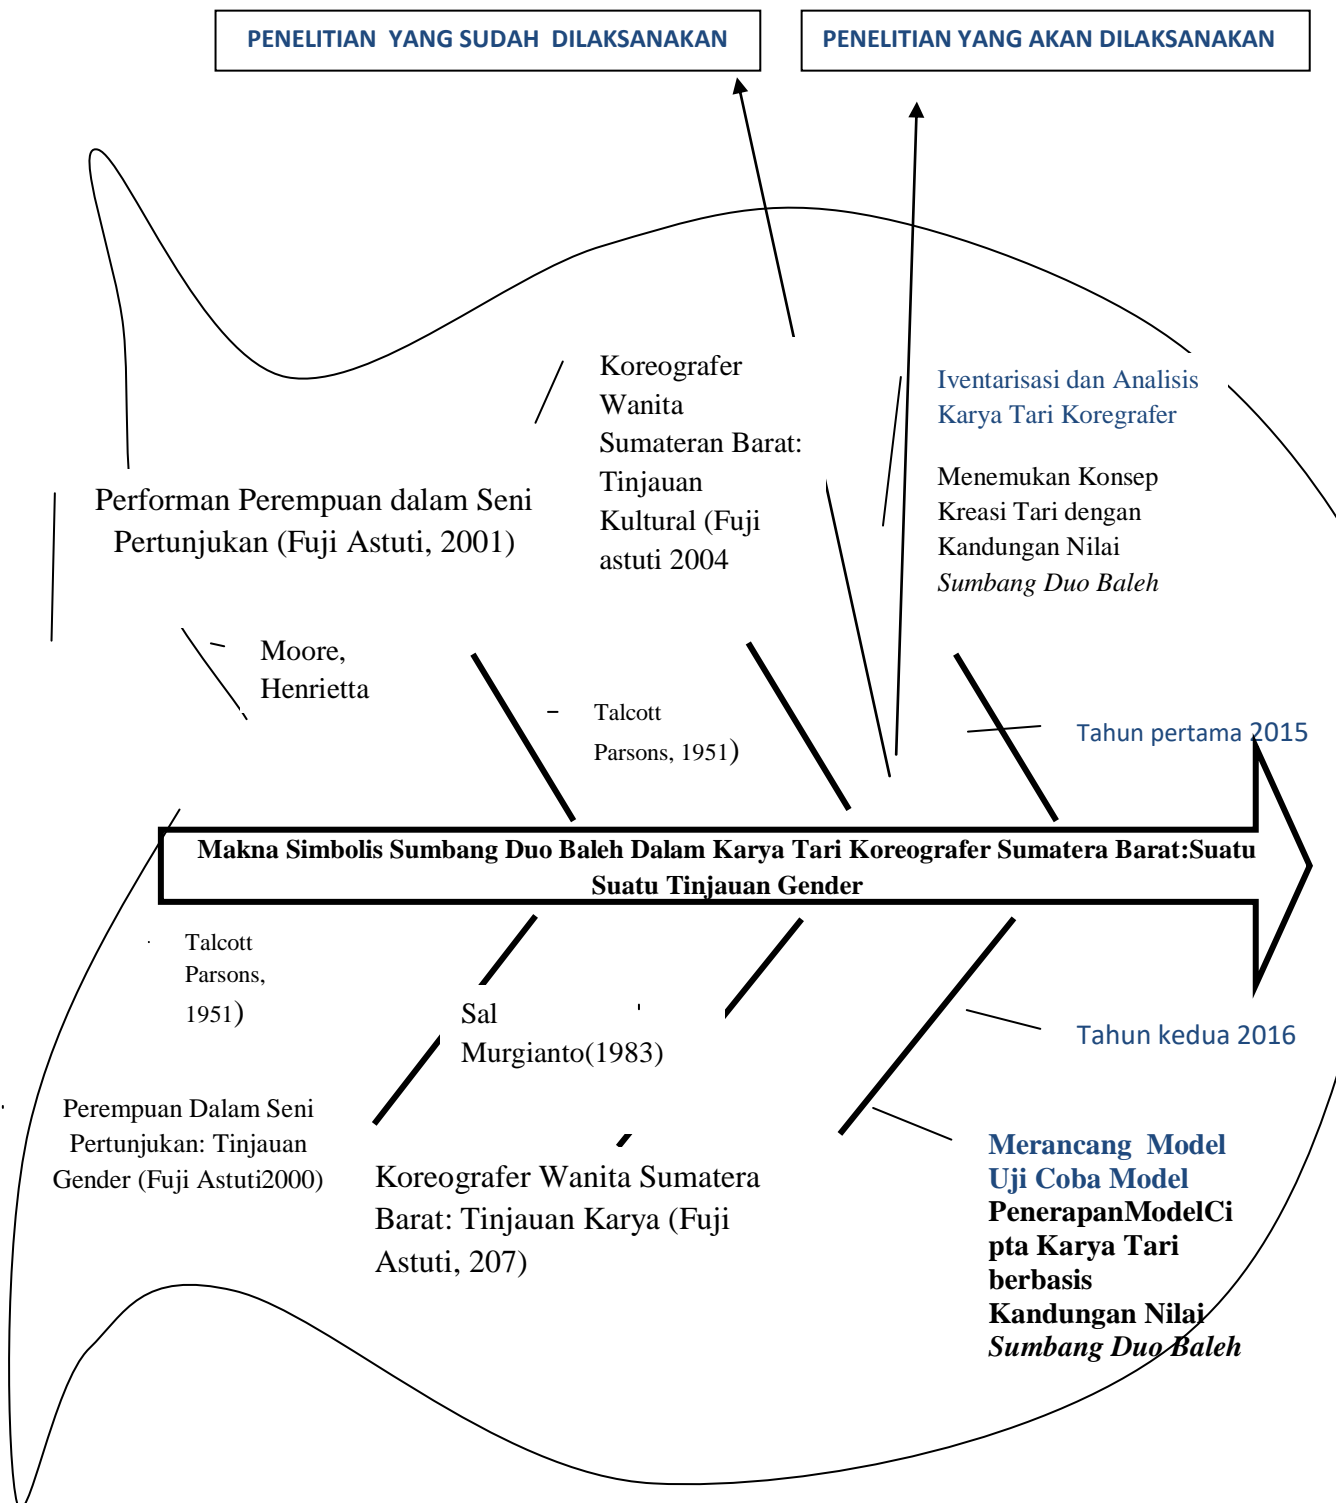 PENELITIAN YANG SUDAH DILAKSANAKAN
PENELITIAN YANG AKAN DILAKSANAKAN
Performan Perempuan dalam Seni
Pertunjukan (Fuji Astuti, 2001)
Koreografer
Wanita
Sumateran Barat:
Tinjauan
Kultural (Fuji
astuti 2004
Iventarisasi dan Analisis
Karya Tari Koregrafer
Menemukan Konsep
Kreasi Tari dengan
Kandungan Nilai
Sumbang Duo Baleh
Moore,
Henrietta
Talcott
Parsons, 1951)
Tahun pertama 2015
Makna Simbolis Sumbang Duo Baleh Dalam Karya Tari Koreografer Sumatera Barat:Suatu
Suatu Tinjauan Gender
Talcott
Parsons,
1951)
Sal
Murgianto(1983)
Tahun kedua 2016
Perempuan Dalam Seni
Pertunjukan: Tinjauan
Gender (Fuji Astuti2000)
Koreografer Wanita Sumatera
Barat: Tinjauan Karya (Fuji
Astuti, 207)
Merancang Model
Uji Coba Model
PenerapanModelCi
pta Karya Tari
berbasis
Kandungan Nilai
Sumbang Duo Baleh